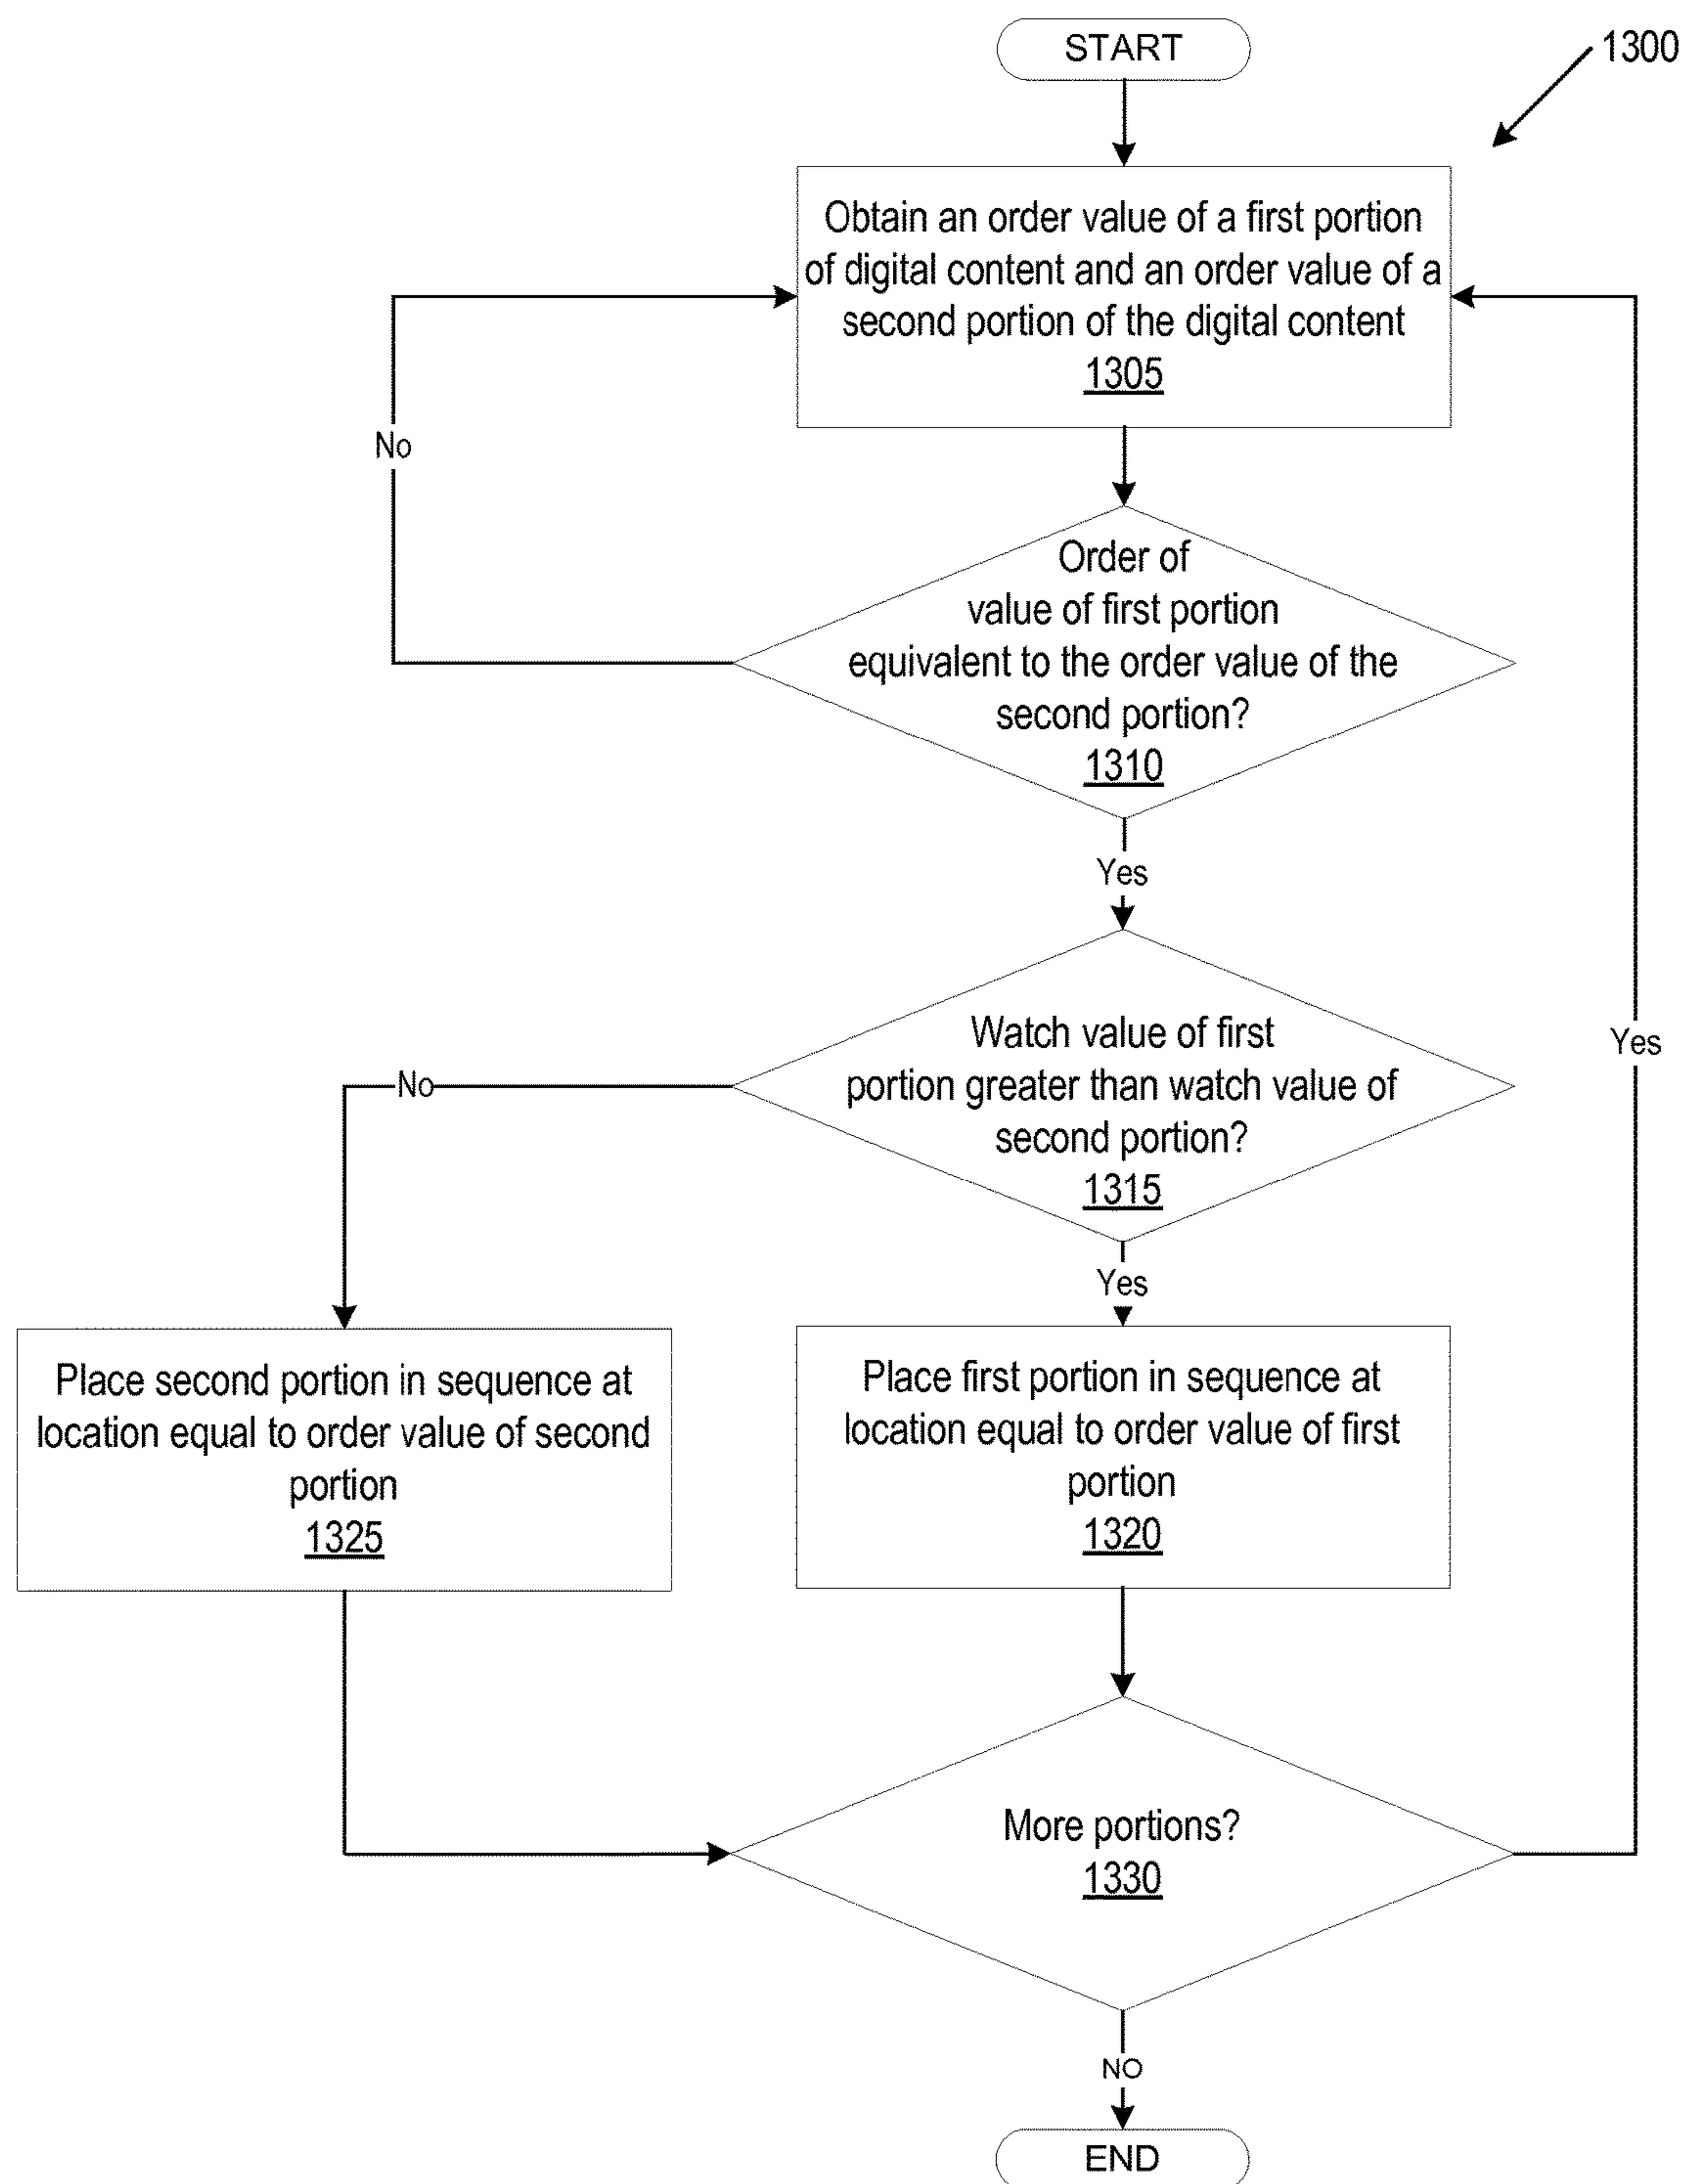 START
1300
Obtain an order value of a first portion
of digital content and an order value of a
second portion of the digital content
1305
No
Order of
value of first portion
equivalent to the order value of the
second portion?
1310
Yes
Watch value of first
portion greater than watch value of
second portion?
1315
Yes
No
Yes
Place second portion in sequence at
location equal to order value of second
portion
1325
Place first portion in sequence at
location equal to order value of first
portion
1320
More portions?
1330
NO
END